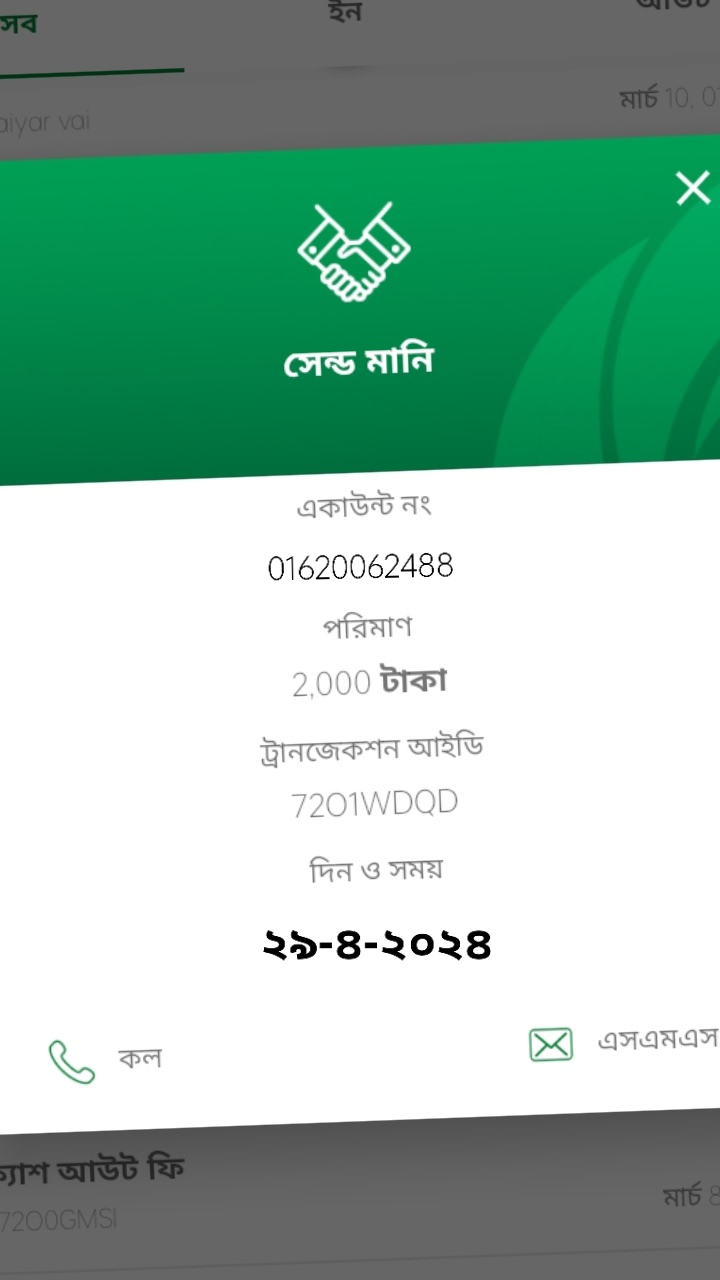 সব
ইন
আউট
aiyar vai
মার্চ 10, 0
সেন্ড মানি
একাউন্ট নং
01620062488
পরিমাণ
2,000 টাকা
ট্রানজেকশন আইডি
72O1WDQD
দিন ও সময়
২৯-৪-২০২৪
কল
এসএমএস
ক্যাশ আউট ফি
72O0GMSI
মার্চ 8